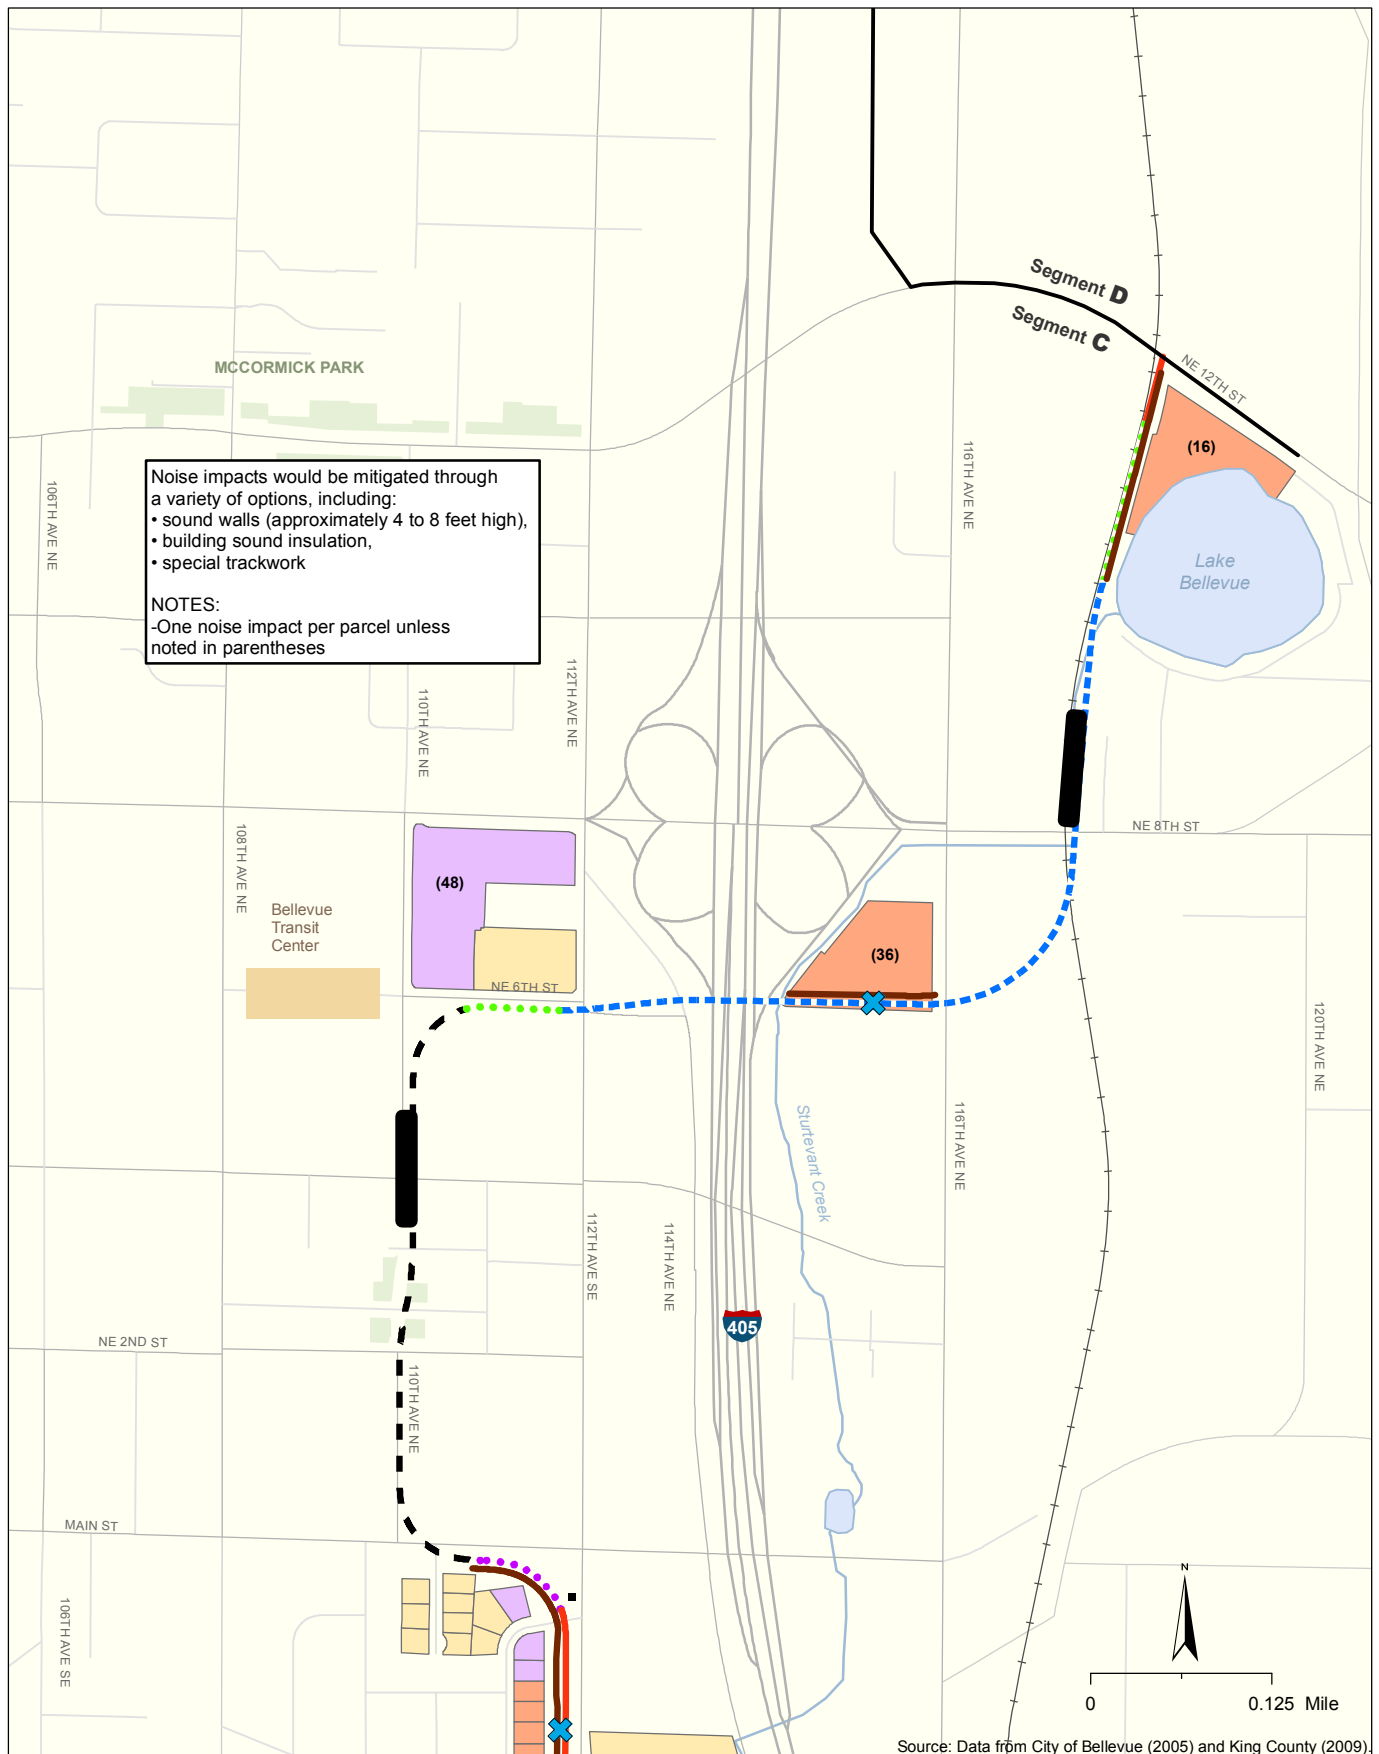 Segment D
Segment C
NE 12TH ST
MCCORMICK PARK
(16)
116TH AVE NE
106TH AVE NE
Noise impacts would be mitigated through
a variety of options, including:
• sound walls (approximately 4 to 8 feet high),
• building sound insulation,
• special trackwork
NOTES:
-One noise impact per parcel unless
noted in parentheses
Lake
Bellevue
112TH AVE NE
110TH AVE NE
NE 8TH ST
108TH AVE NE
(48)
Bellevue
Transit
Center
(36)
NE 6TH ST
120TH AVE NE
Sturtevant Creek
116TH AVE NE
112TH AVE SE
114TH AVE NE
405
NE 2ND ST
110TH AVE NE
MAIN ST
106TH AVE SE
N
0 0.125 Mile
Source: Data from City of Bellevue (2005) and King County (2009).